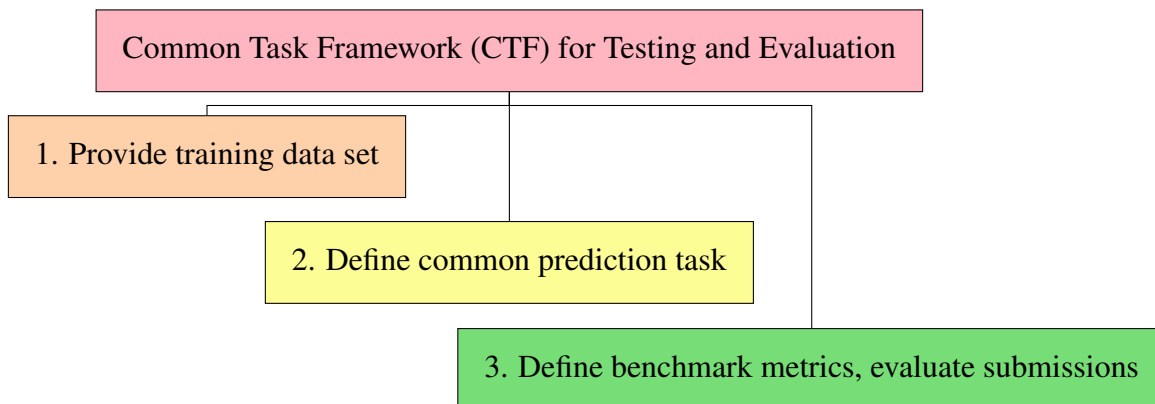 Common Task Framework (CTF) for Testing and Evaluation
1. Provide training data set
2. Define common prediction task
3. Define benchmark metrics, evaluate submissions